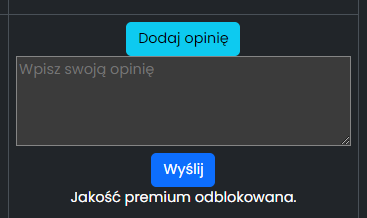 Dodaj opinię
Wpisz swoją opinię
Wyślij
Jakość premium odblokowana.